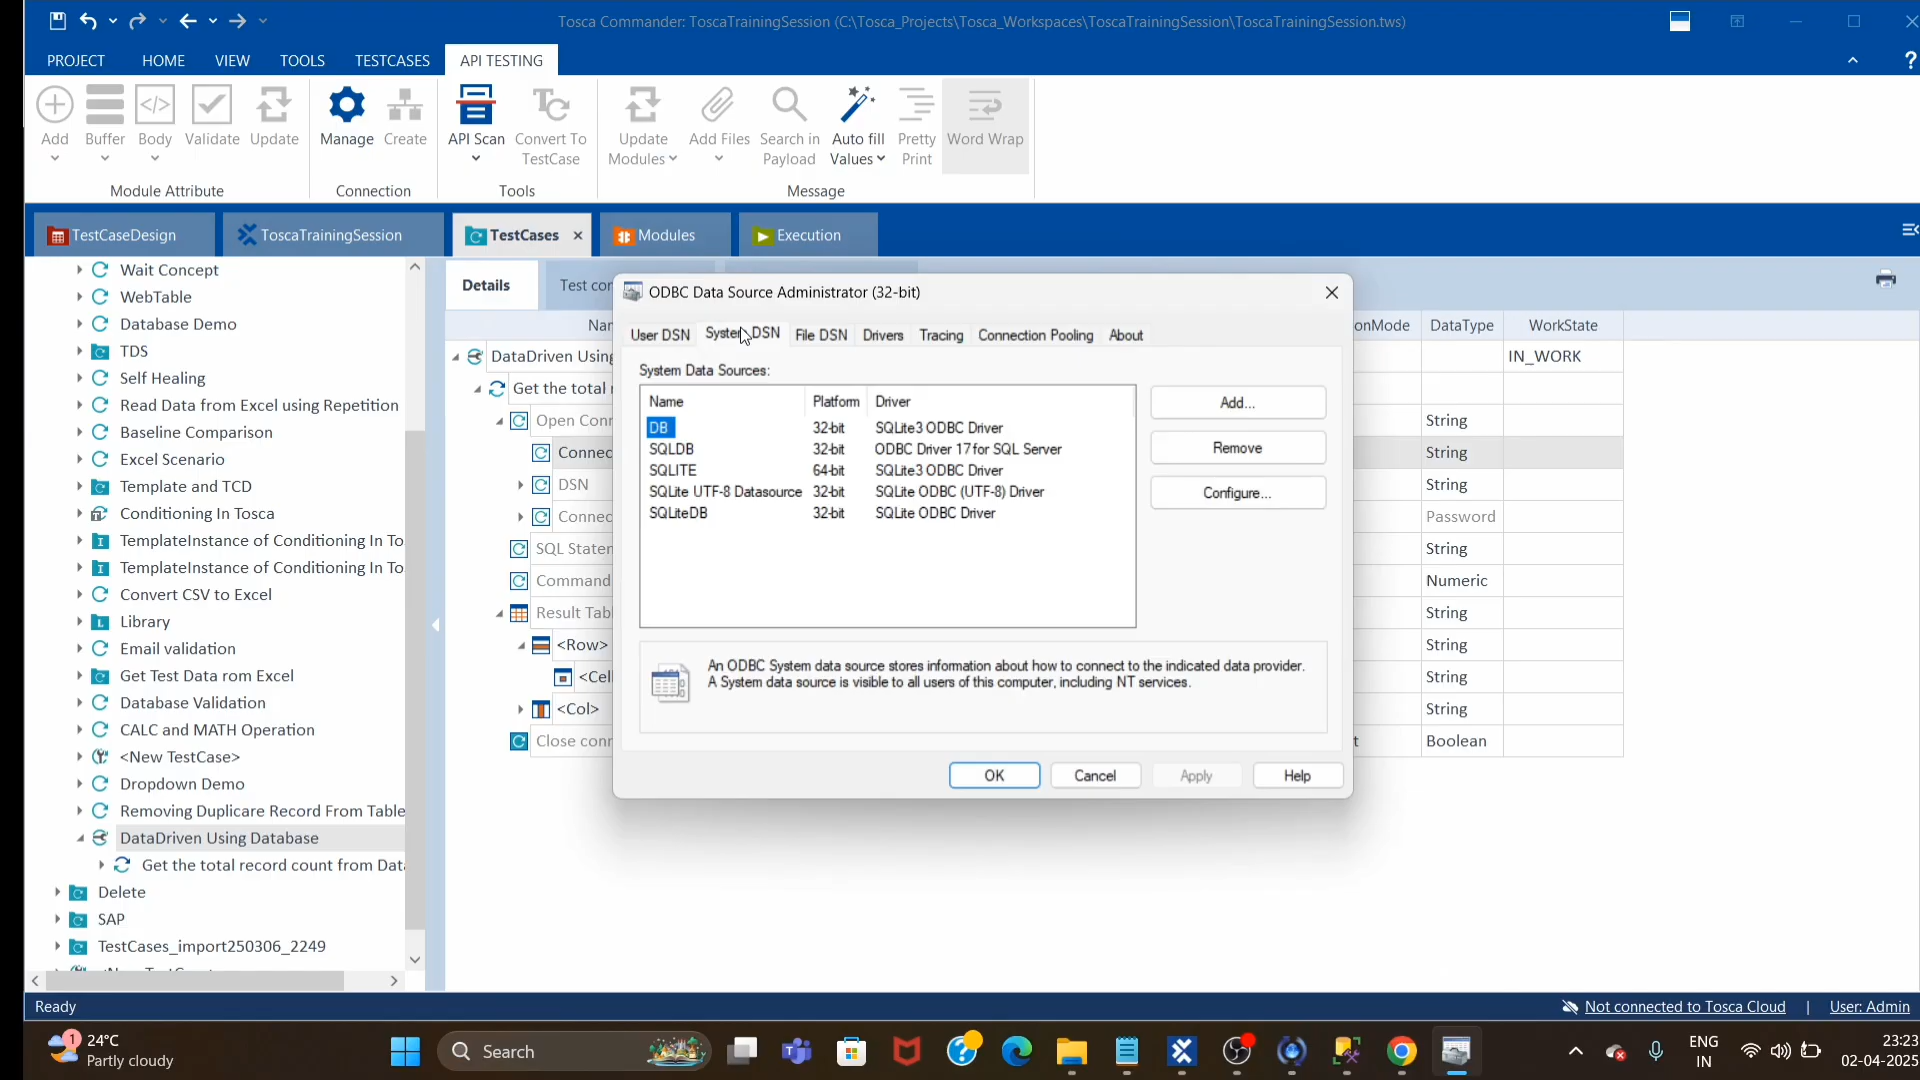 Tosca Commander: ToscaTrainingSession (C:\Tosca_Projects\Tosca_Workspaces\ToscaTrainingSession\ToscaTrainingSession.tws)
PROJECT HOME VIEW TOOLS TESTCASES API TESTING ?
Add Buffer Body Validate Update Manage Create API Scan Convert To TestCase Update Modules Add Files Search in Payload Auto fill Values Pretty Print Word Wrap
Module Attribute Connection Tools Message
TestCaseDesign ToscaTrainingSession TestCases Modules Execution
Wait Concept
WebTable
Database Demo
TDS
Self Healing
Read Data from Excel using Repetition
Baseline Comparison
Excel Scenario
Template and TCD
Conditioning In Tosca
TemplateInstance of Conditioning In To
TemplateInstance of Conditioning In To
Convert CSV to Excel
Library
Email validation
Get Test Data rom Excel
Database Validation
CALC and MATH Operation
<New TestCase>
Dropdown Demo
Removing Duplicare Record From Table
DataDriven Using Database
Get the total record count from Data
Delete
SAP
TestCases_import250306_2249
Details Test con
Nar onMode DataType WorkState
DataDriven Using IN_WORK
Get the total r
Open Conn String
Connec String
DSN String
Connec Password
SQL Statem String
Command Numeric
Result Tabl String
<Row> String
<Cell String
<Col> String
Close conn t Boolean
ODBC Data Source Administrator (32-bit)
User DSN System DSN File DSN Drivers Tracing Connection Pooling About
System Data Sources:
Name Platform Driver
DB 32-bit SQLite3 ODBC Driver
SQLDB 32-bit ODBC Driver 17 for SQL Server
SQLITE 64-bit SQLite3 ODBC Driver
SQLite UTF-8 Datasource 32-bit SQLite ODBC (UTF-8) Driver
SQLiteDB 32-bit SQLite ODBC Driver
Add...
Remove
Configure...
An ODBC System data source stores information about how to connect to the indicated data provider.
A System data source is visible to all users of this computer, including NT services.
OK Cancel Apply Help
Ready Not connected to Tosca Cloud | User: Admin
1 24°C
Partly cloudy
Search
ENG
IN
23:23
02-04-2025